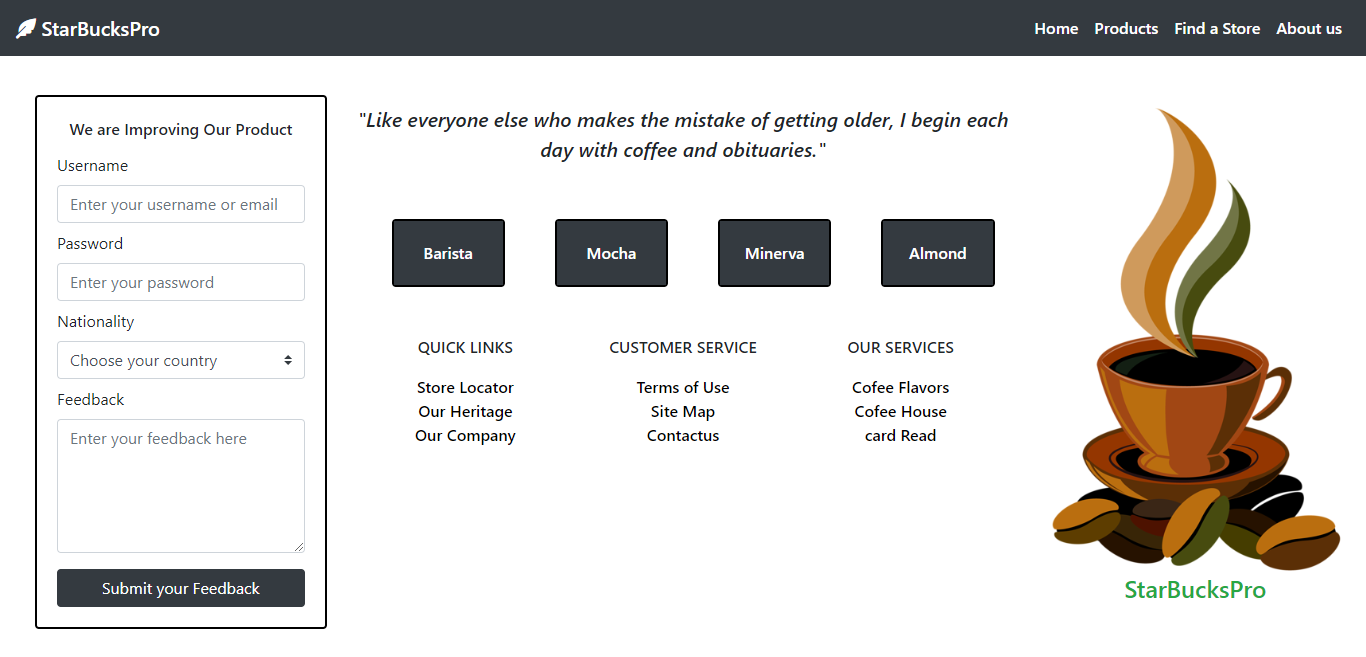 StarBucksPro
Home Products Find a Store About us
We are Improving Our Product
Username
Enter your username or email
Password
Enter your password
Nationality
Choose your country
Feedback
Enter your feedback here
Submit your Feedback
"Like everyone else who makes the mistake of getting older, I begin each
day with coffee and obituaries."
Barista
Mocha
Minerva
Almond
QUICK LINKS
Store Locator
Our Heritage
Our Company
CUSTOMER SERVICE
Terms of Use
Site Map
Contactus
OUR SERVICES
Cofee Flavors
Cofee House
card Read
StarBucksPro